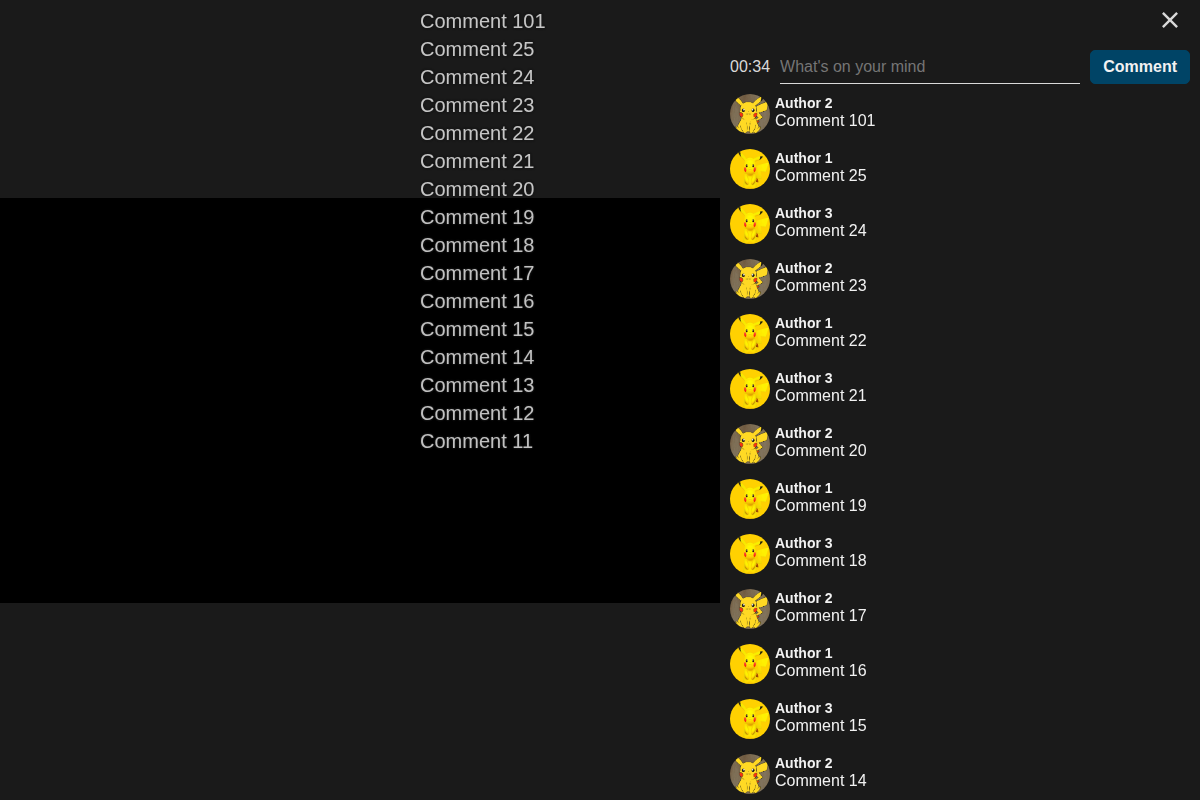 Comment 101
Comment 25
Comment 24
Comment 23
Comment 22
Comment 21
Comment 20
Comment 19
Comment 18
Comment 17
Comment 16
Comment 15
Comment 14
Comment 13
Comment 12
Comment 11
00:34 What's on your mind Comment
Author 2
Comment 101
Author 1
Comment 25
Author 3
Comment 24
Author 2
Comment 23
Author 1
Comment 22
Author 3
Comment 21
Author 2
Comment 20
Author 1
Comment 19
Author 3
Comment 18
Author 2
Comment 17
Author 1
Comment 16
Author 3
Comment 15
Author 2
Comment 14